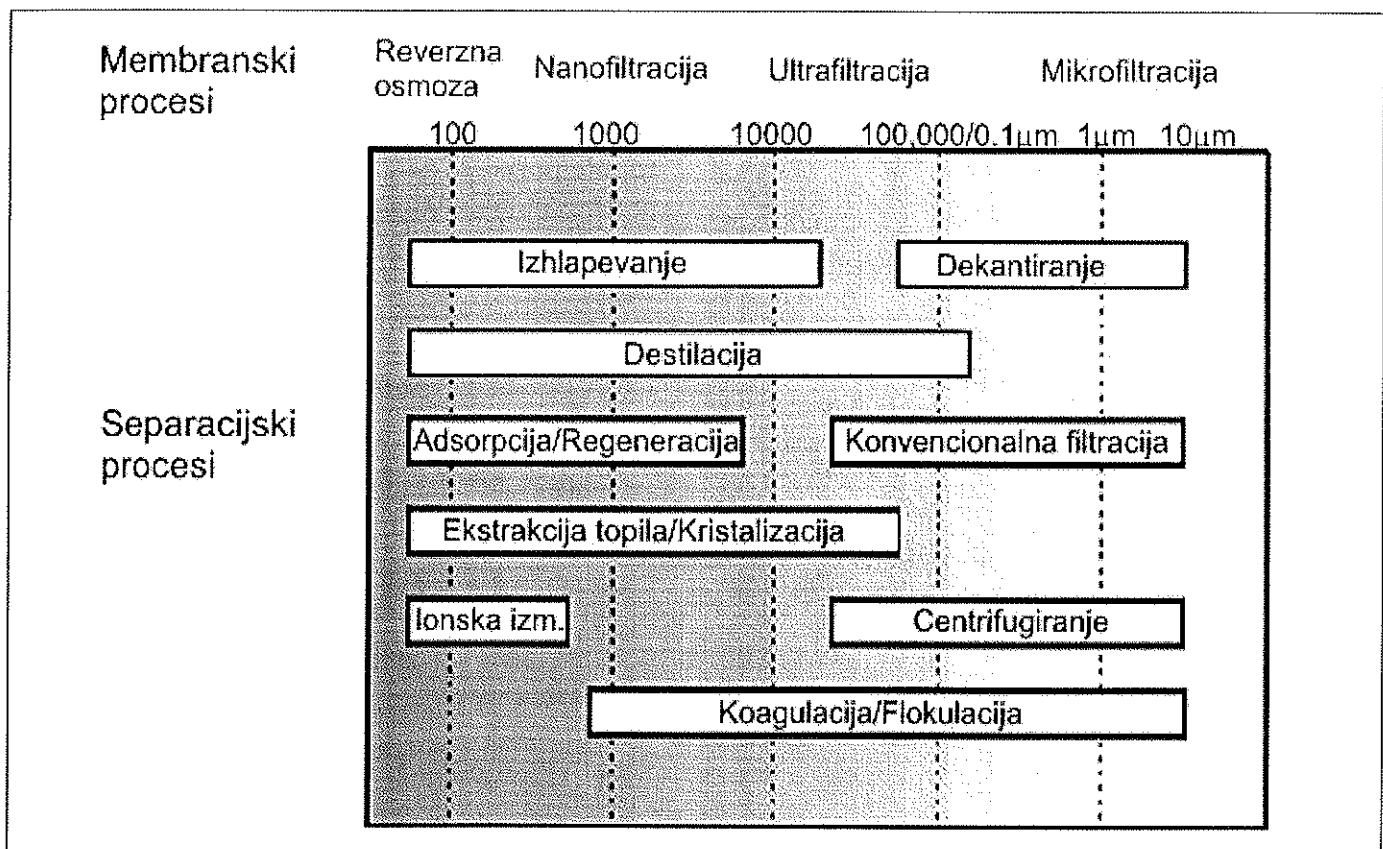 Membranski
procesi
Reverzna
osmoza
Nanofiltracija
Ultrafiltracija
Mikrofiltracija
100
1000
10000
100,000/0.1μm
1μm
10μm
Izhlapevanje
Dekantiranje
Destilacija
Separacijski
procesi
Adsorpcija/Regeneracija
Konvencionalna filtracija
Ekstrakcija topila/Kristalizacija
Ionska izm.
Centrifugiranje
Koagulacija/Flokulacija